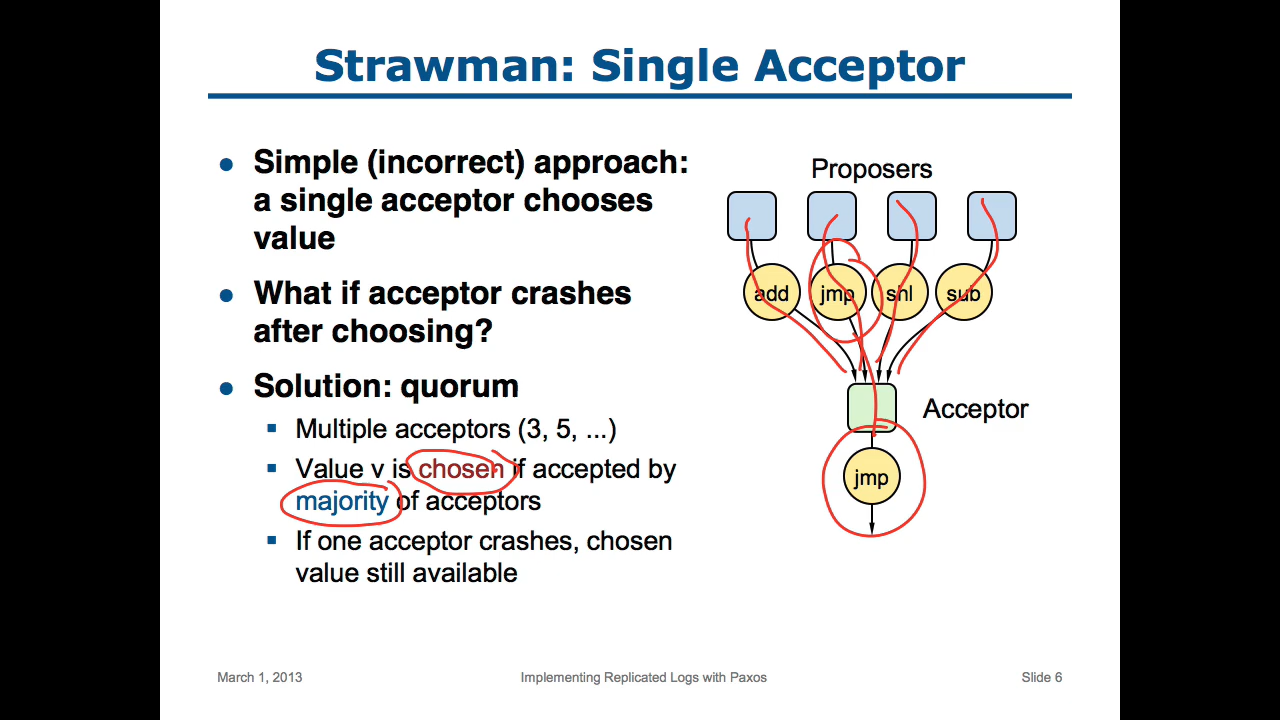 Strawman: Single Acceptor
Simple (incorrect) approach:
a single acceptor chooses
value
What if acceptor crashes
after choosing?
Solution: quorum
Multiple acceptors (3, 5, ...)
Value v is chosen if accepted by
majority of acceptors
If one acceptor crashes, chosen
value still available
Proposers
add jmp shl sub
Acceptor
jmp
March 1, 2013
Implementing Replicated Logs with Paxos
Slide 6